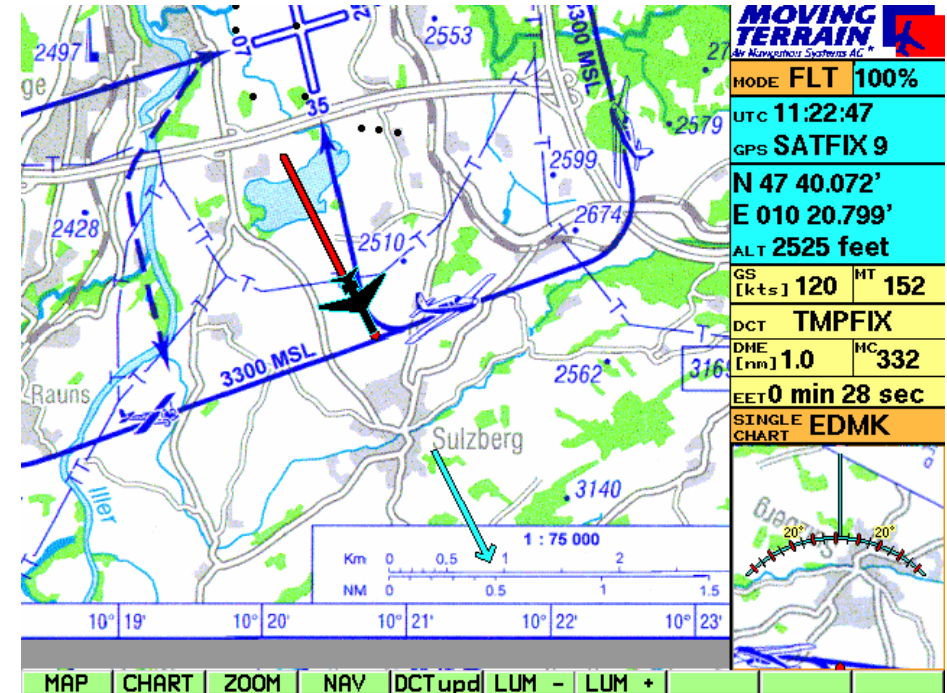 2497
07
2553
3300 MSL
ge
35
2579
2599
2428
2674
2510
3300 MSL
316
2562
Rauns
Sulzberg
3140
Iller
1 : 75 000
Km 0 0.5 1 2
NM 0 0.5 1 1.5
10° 19' 10° 20' 10° 21' 10° 22' 10° 23'
MOVING
TERRAIN
Air Navigation Systems AG ®
MODE FLT 100%
UTC 11:22:47
GPS SATFIX 9
N 47 40.072'
E 010 20.799'
ALT 2525 feet
GS [kts] 120 MT 152
DCT TMPFIX
DME [nm] 1.0 MC 332
EET 0 min 28 sec
SINGLE CHART EDMK
20° 20°
MAP CHART ZOOM NAV DCTupd LUM - LUM +